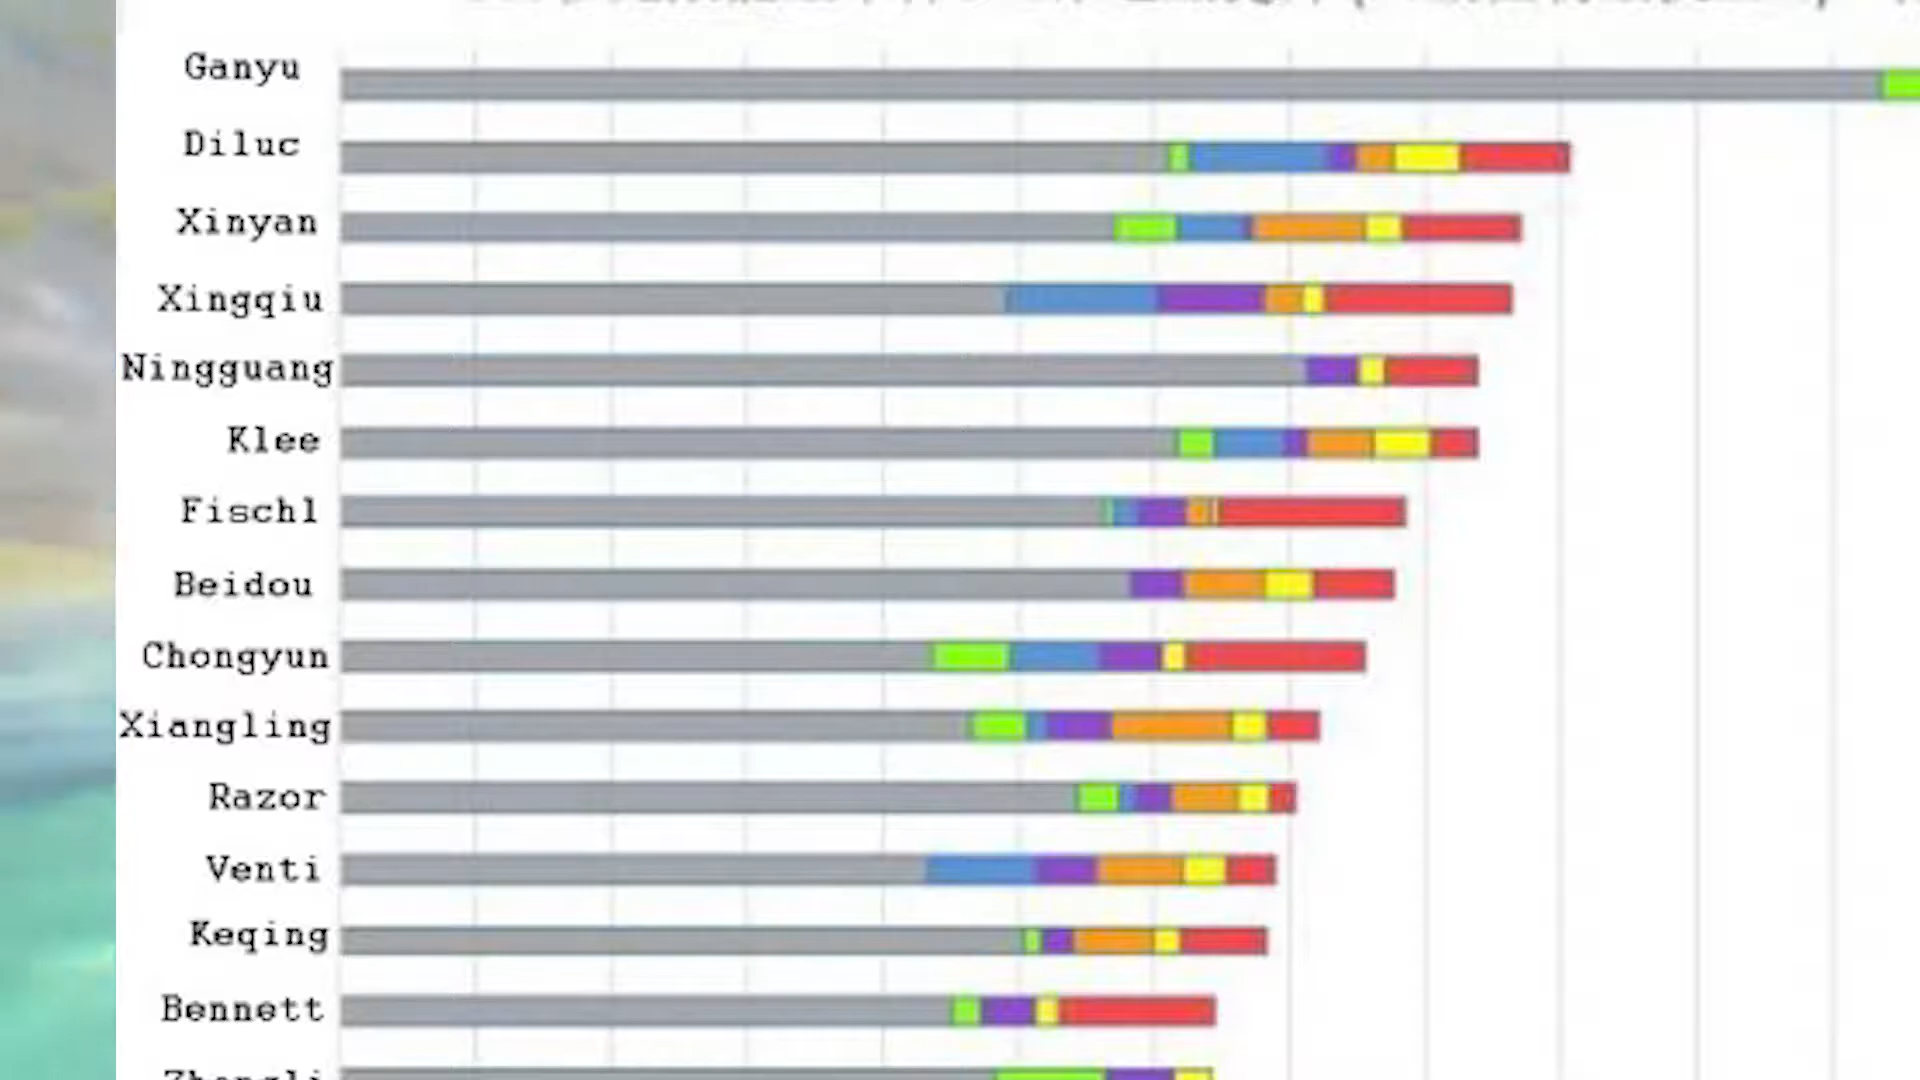 Ganyu
Diluc
Xinyan
Xingqiu
Ningguang
Klee
Fischl
Beidou
Chongyun
Xiangling
Razor
Venti
Keqing
Bennett